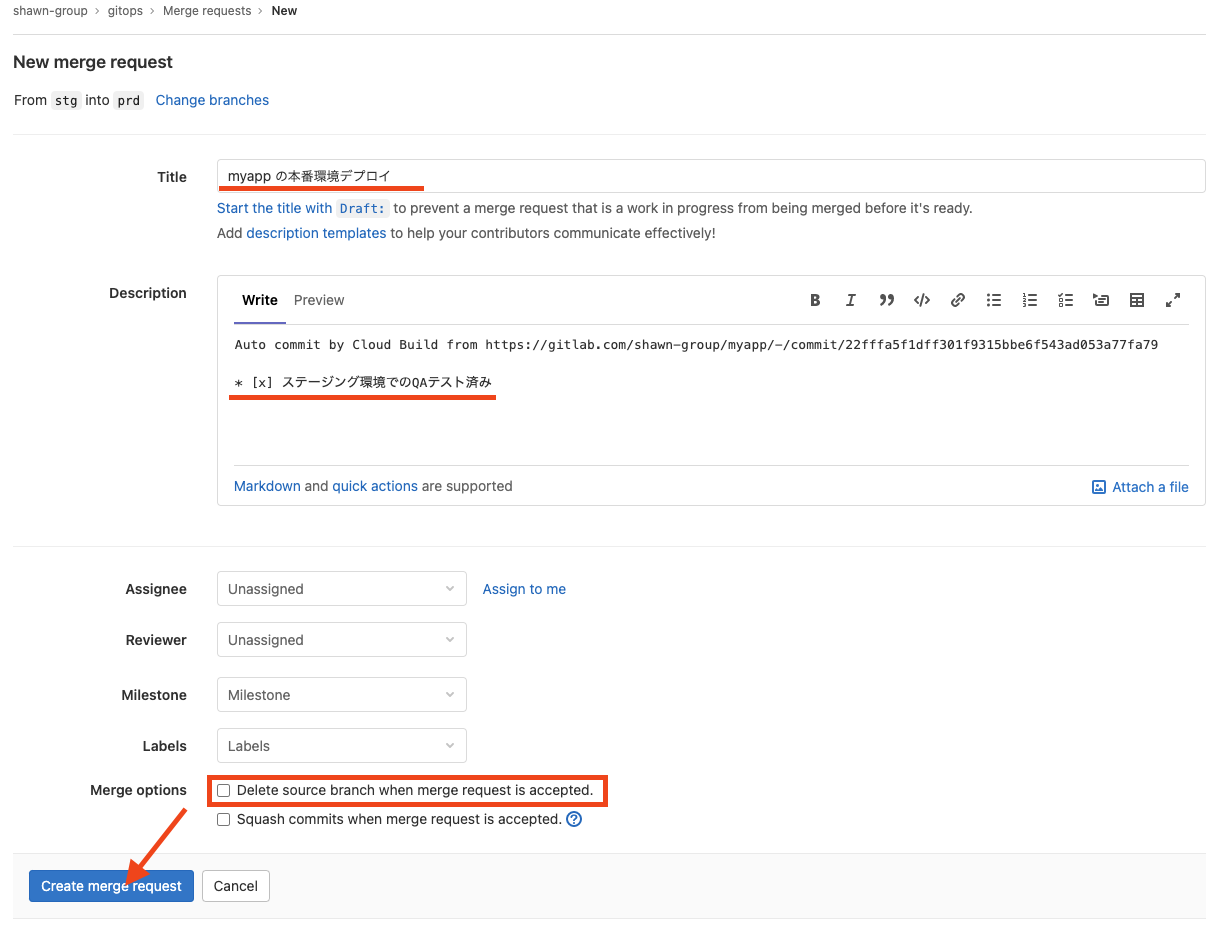 shawn-group › gitops › Merge requests › New
New merge request
From stg into prd Change branches
Title
myapp の本番環境デプロイ
Start the title with Draft: to prevent a merge request that is a work in progress from being merged before it's ready.
Add description templates to help your contributors communicate effectively!
Description
Write Preview
Auto commit by Cloud Build from https://gitlab.com/shawn-group/myapp/-/commit/22fffa5f1dff301f9315bbe6f543ad053a77fa79
* [x] ステージング環境でのQAテスト済み
Markdown and quick actions are supported
Attach a file
Assignee Unassigned Assign to me
Reviewer Unassigned
Milestone Milestone
Labels Labels
Merge options Delete source branch when merge request is accepted.
Squash commits when merge request is accepted. ?
Create merge request Cancel